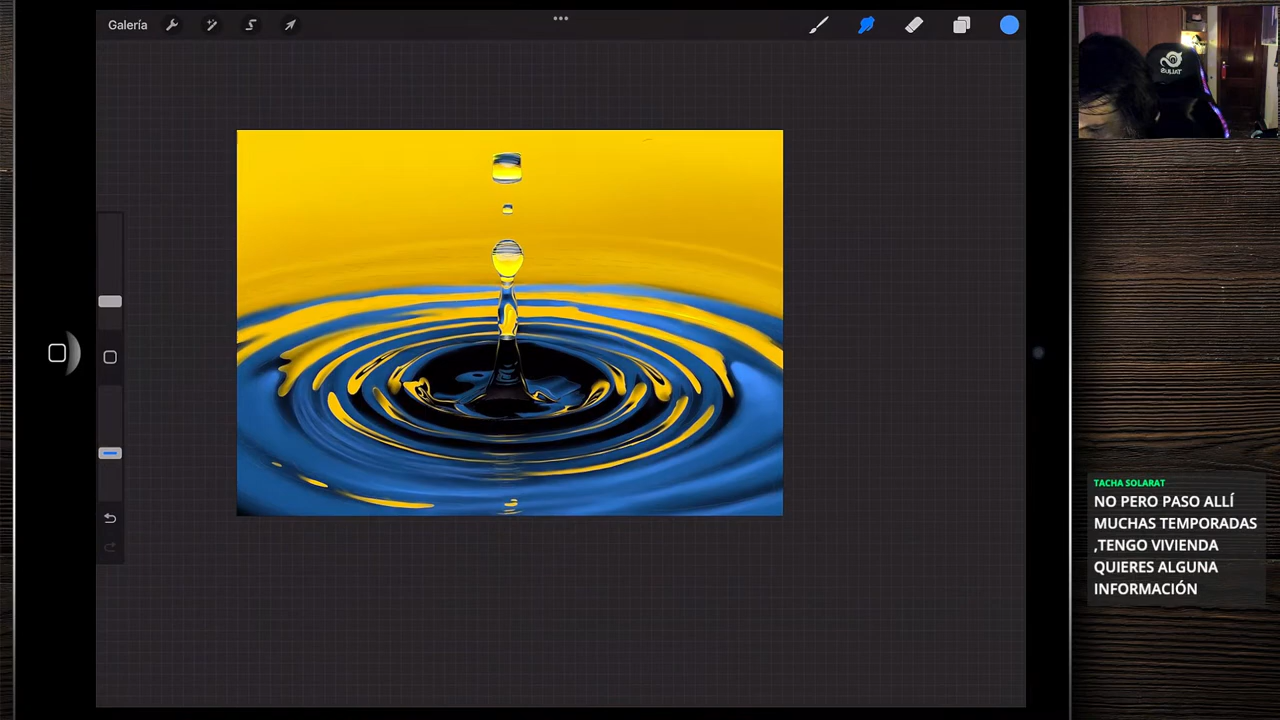 Galería
TACHA SOLARAT
NO PERO PASO ALLÍ
MUCHAS TEMPORADAS
,TENGO VIVIENDA
QUIERES ALGUNA
INFORMACIÓN